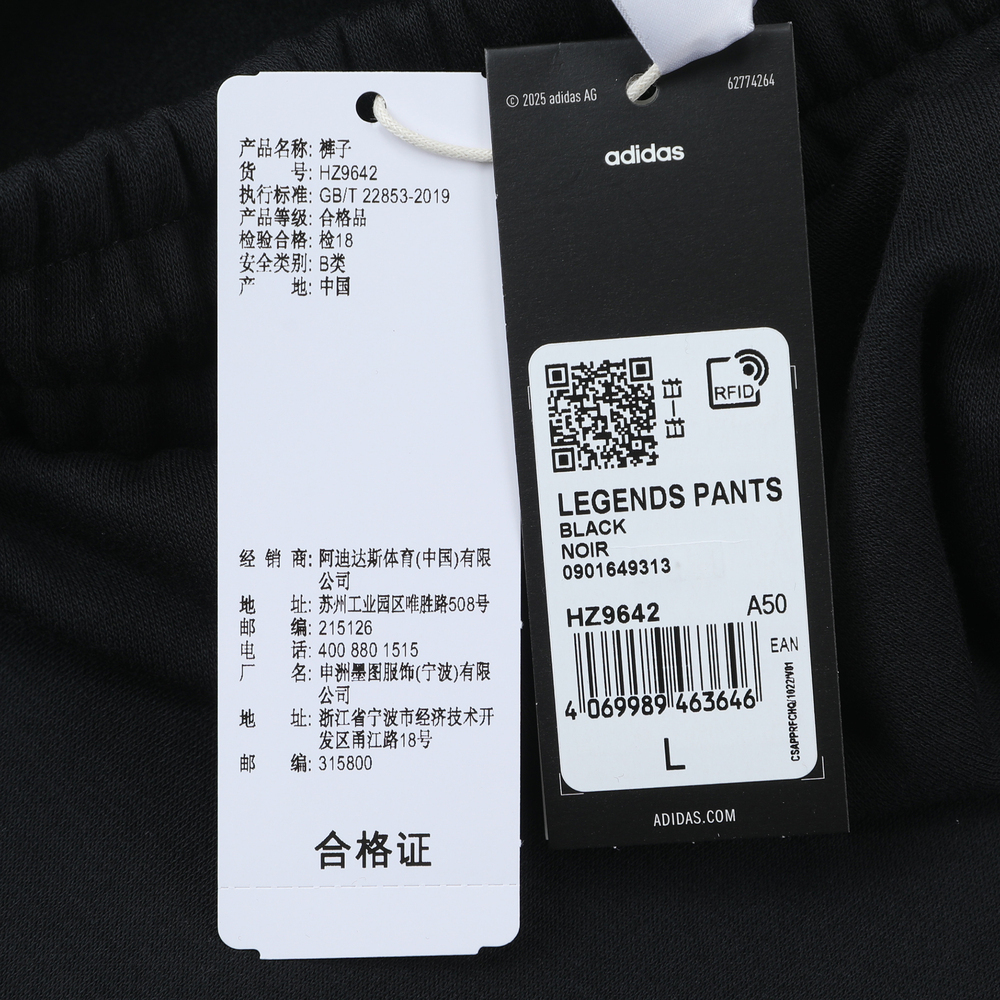 产品名称: 裤子
货 号: HZ9642
执行标准: GB/T 22853-2019
产品等级: 合格品
检验合格: 检18
安全类别: B类
产 地: 中国
经 销 商: 阿迪达斯体育(中国)有限
公司
地 址: 苏州工业园区唯胜路508号
邮 编: 215126
电 话: 400 880 1515
厂 名: 申洲墨图服饰(宁波)有限
公司
地 址: 浙江省宁波市经济技术开
发区甬江路18号
邮 编: 315800
合格证
© 2025 adidas AG
62774264
adidas
扫一扫
RFID
LEGENDS PANTS
BLACK
NOIR
0901649313
HZ9642 A50
EAN
4 069989 463646
CSAPPRFCHQ/1022/V01
L
ADIDAS.COM